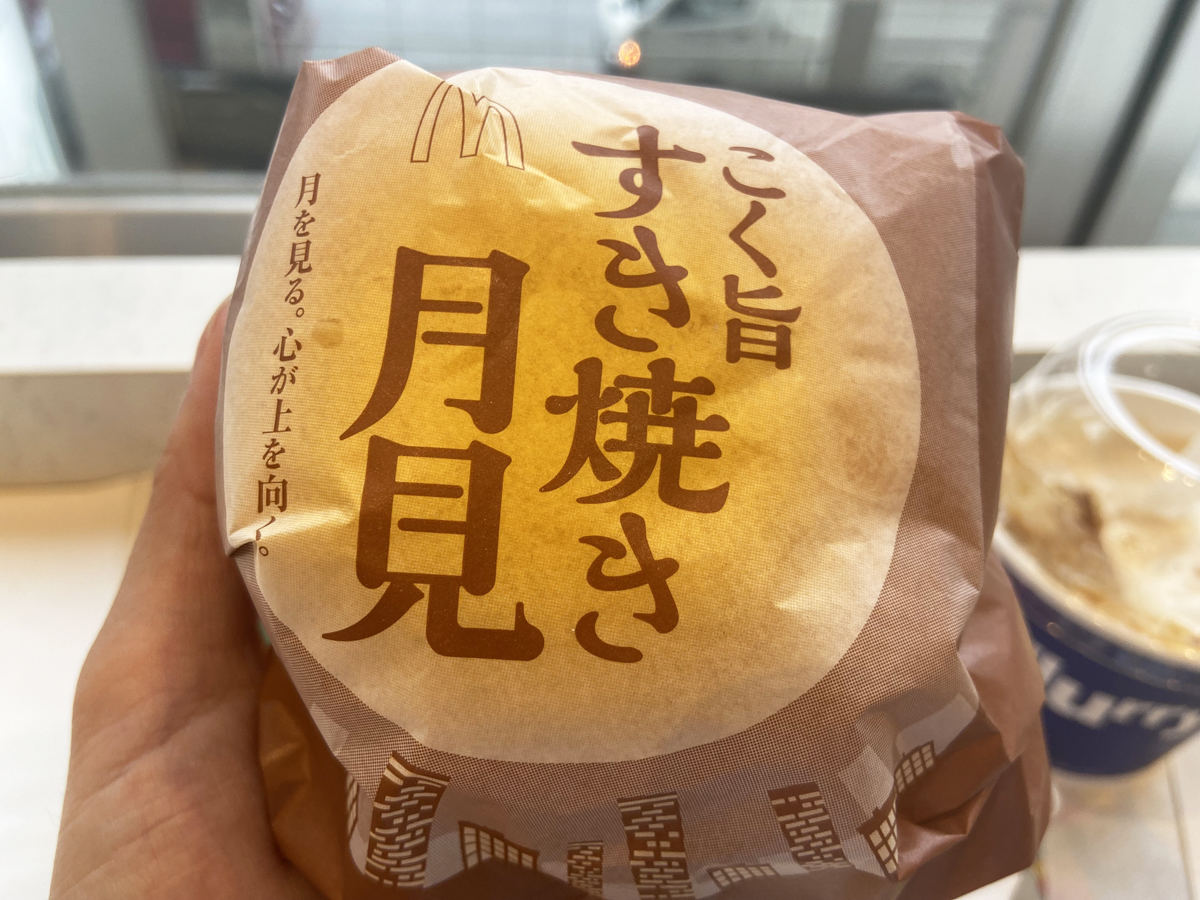 こく旨
すき焼き
月見
月を見る。心が上を向く。